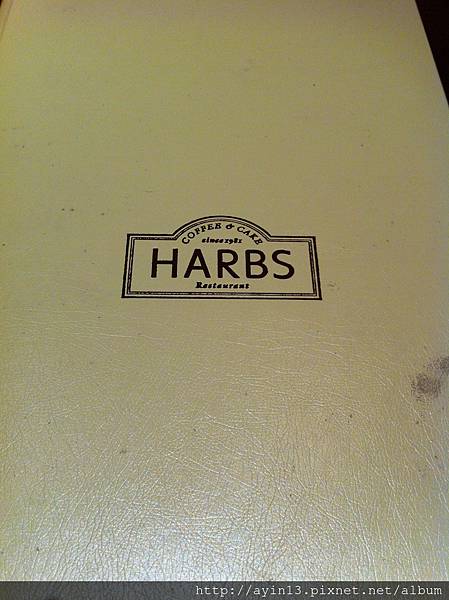 COFFEE & CAKE
since 1981
HARBS
Restaurant
http://ayin13.pixnet.net/album